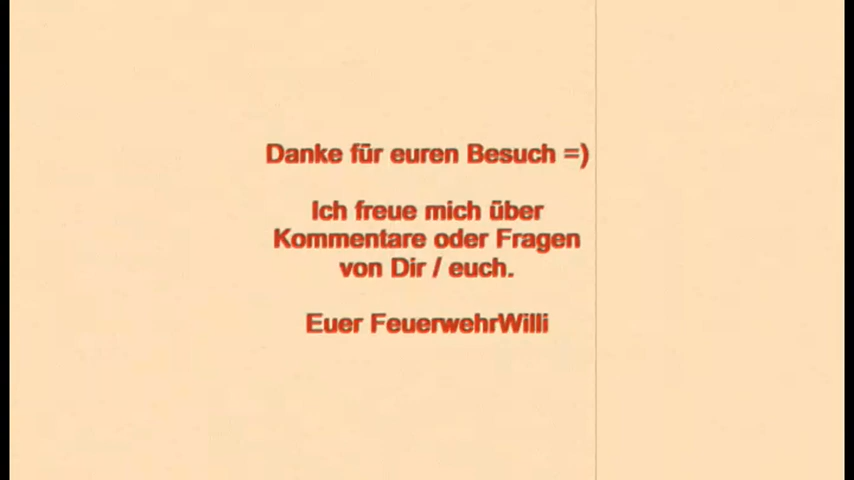 Danke für euren Besuch =)
Ich freue mich über
Kommentare oder Fragen
von Dir / euch.
Euer FeuerwehrWilli